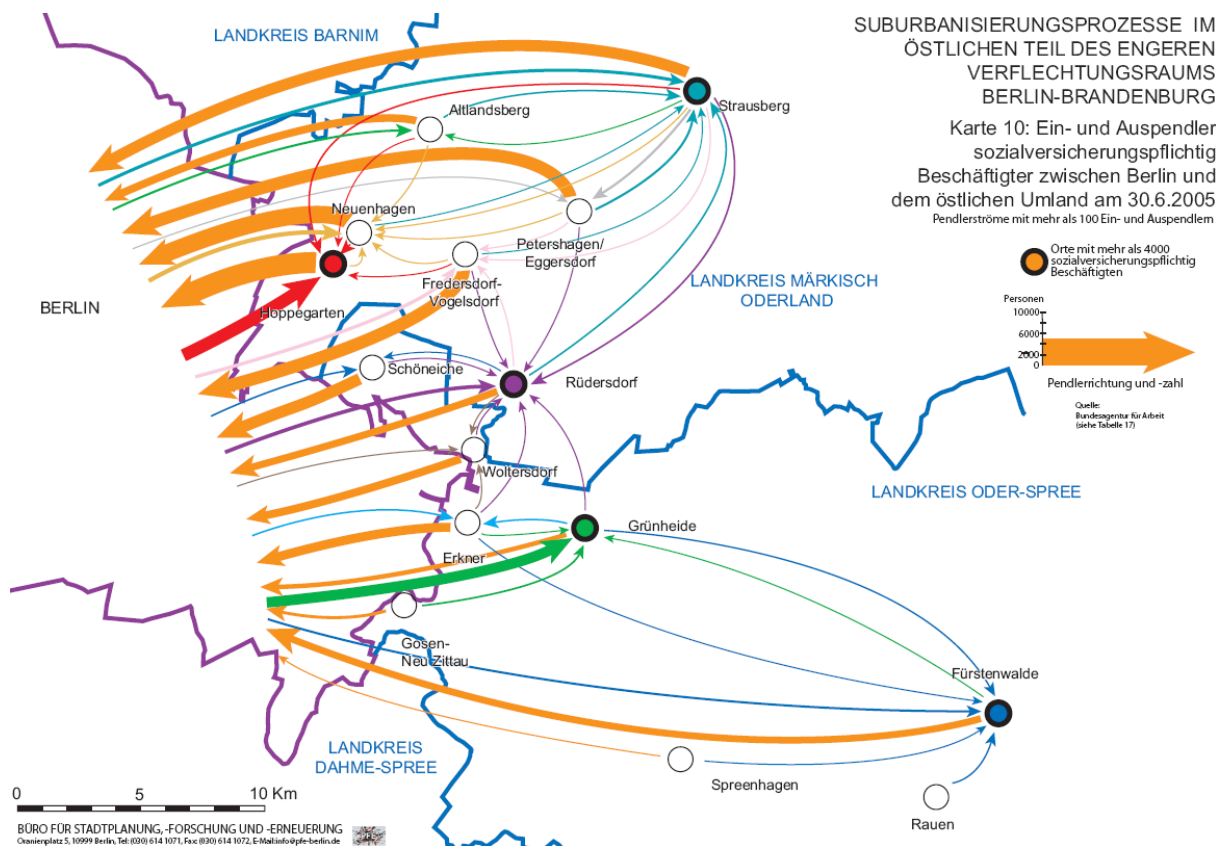 SUBURBANISIERUNGSPROZESSE IM
ÖSTLICHEN TEIL DES ENGEREN
VERFLECHTUNGSRAUMS
BERLIN-BRANDENBURG
Karte 10: Ein- und Auspendler
sozialversicherungspflichtig
Beschäftigter zwischen Berlin und
dem östlichen Umland am 30.6.2005
Pendlerströme mit mehr als 100 Ein- und Auspendlern
Orte mit mehr als 4000
sozialversicherungspflichtig
Beschäftigten
Personen
10000
6000
2000
0
Pendlerrichtung und -zahl
Quelle:
Bundesagentur für Arbeit
(siehe Tabelle 17)
LANDKREIS BARNIM
Altlandsberg
Strausberg
Neuenhagen
Petershagen/
Eggersdorf
Fredersdorf-
Vogelsdorf
Hoppegarten
BERLIN
LANDKREIS MÄRKISCH
ODERLAND
Schöneiche
Rüdersdorf
Woltersdorf
LANDKREIS ODER-SPREE
Grünheide
Erkner
Gosen-
Neu Zittau
Fürstenwalde
LANDKREIS
DAHME-SPREE
Spreenhagen
Rauen
0 5 10 Km
BÜRO FÜR STADTPLANUNG, -FORSCHUNG UND -ERNEUERUNG
Oranienplatz 5, 10999 Berlin, Tel: (030) 614 1071, Fax: (030) 614 1072, E-Mail:info@pfe-berlin.de